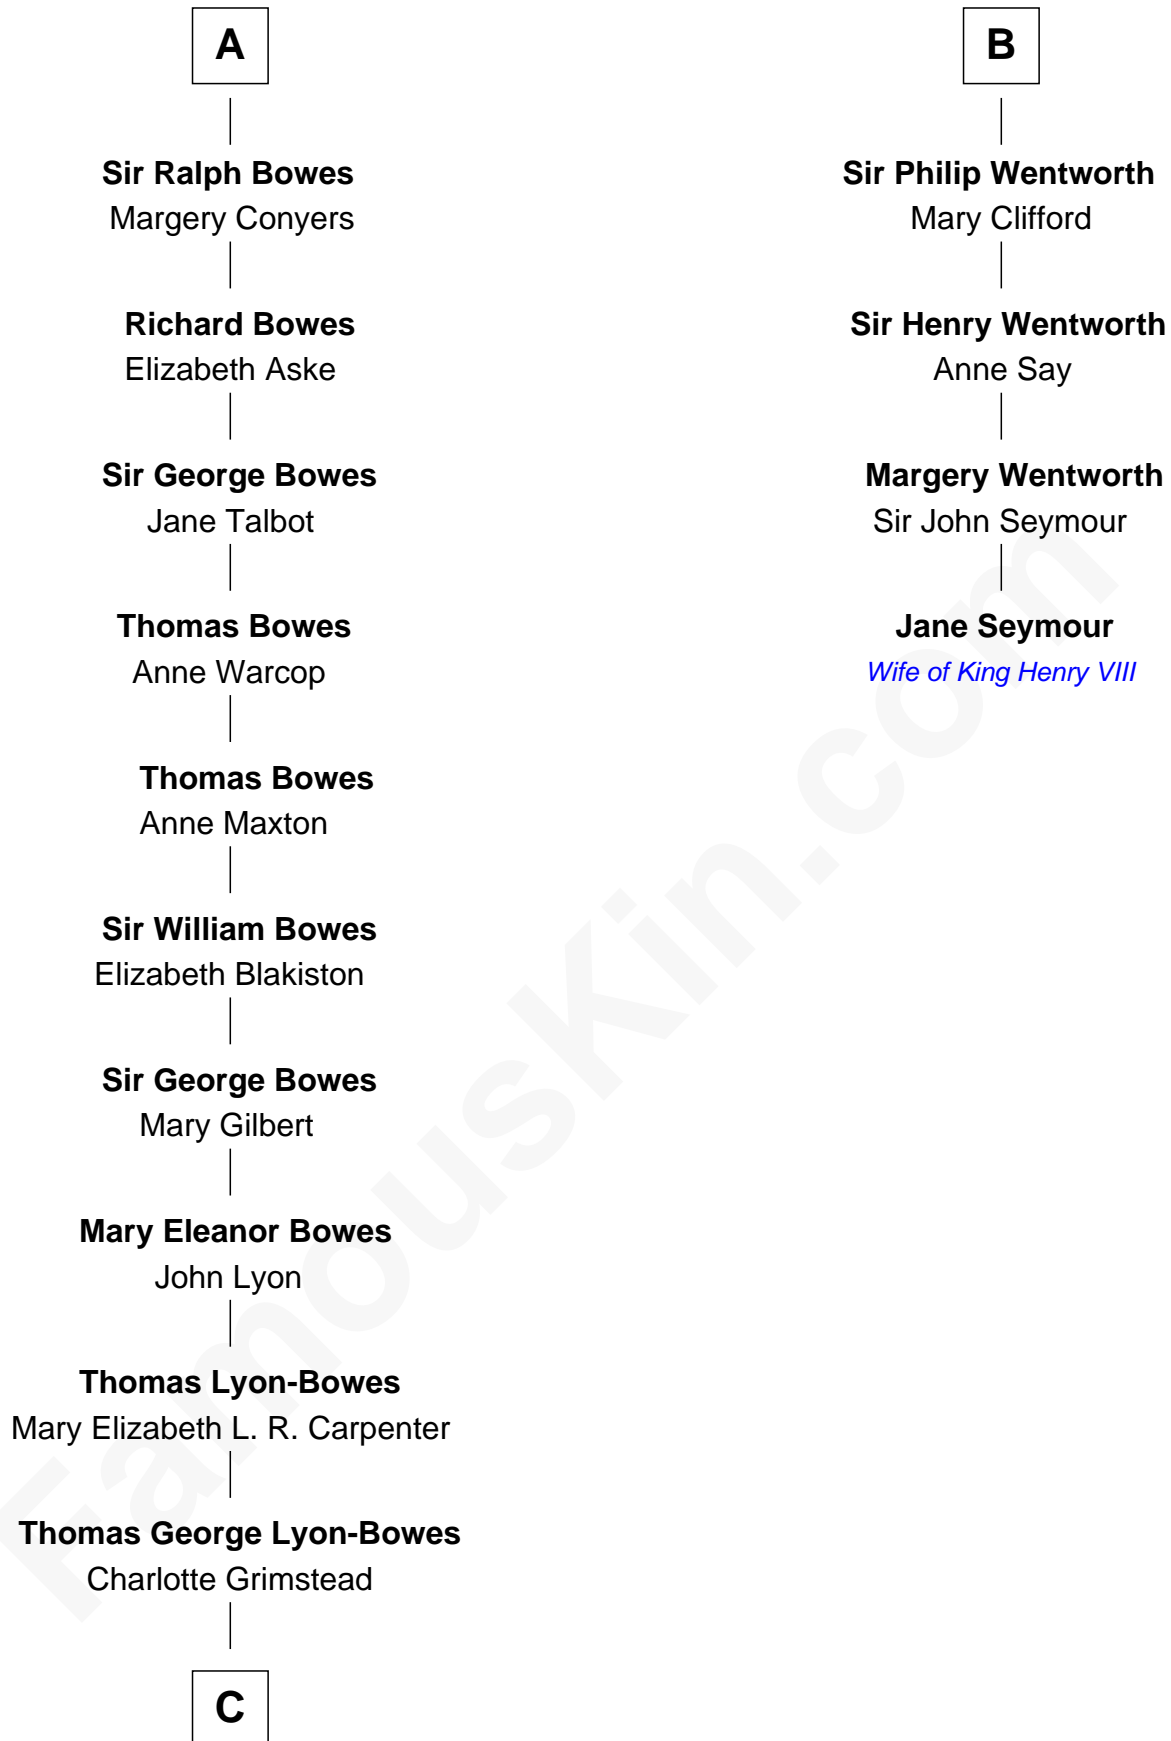 A
Sir Ralph Bowes
Margery Conyers
Richard Bowes
Elizabeth Aske
Sir George Bowes
Jane Talbot
Thomas Bowes
Anne Warcop
Thomas Bowes
Anne Maxton
Sir William Bowes
Elizabeth Blakiston
Sir George Bowes
Mary Gilbert
Mary Eleanor Bowes
John Lyon
Thomas Lyon-Bowes
Mary Elizabeth L. R. Carpenter
Thomas George Lyon-Bowes
Charlotte Grimstead
C
B
Sir Philip Wentworth
Mary Clifford
Sir Henry Wentworth
Anne Say
Margery Wentworth
Sir John Seymour
Jane Seymour
Wife of King Henry VIII
FamousKin.com